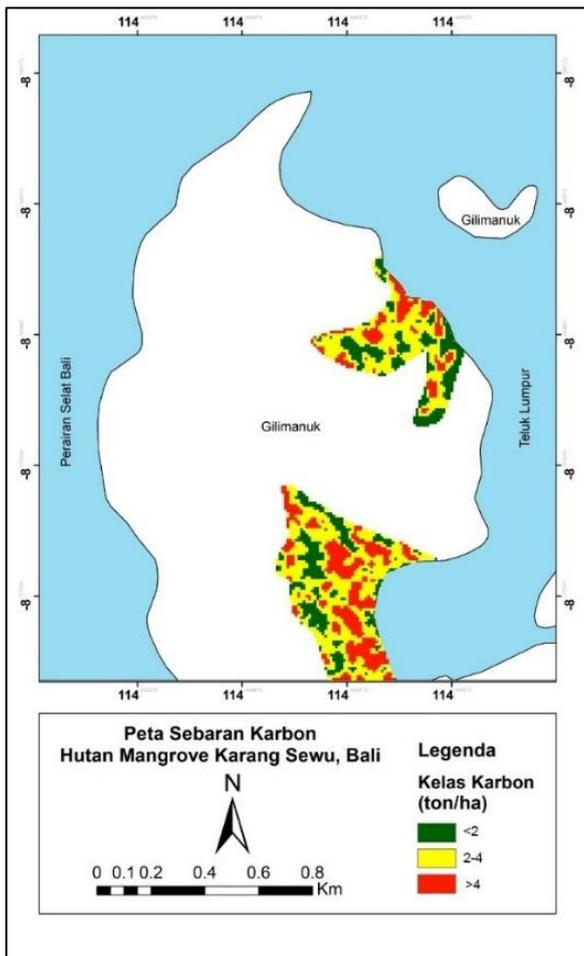 114 114 114 114
-8
-8
-8
-8
-8
-8
-8
-8
-8
-8
Gilimanuk
Perairan Selat Bali
Gilimanuk
Teluk Lumpur
114 114 114 114
Peta Sebaran Karbon
Hutan Mangrove Karang Sewu, Bali
N
0 0.1 0.2 0.4 0.6 0.8
Km
Legenda
Kelas Karbon
(ton/ha)
<2
2-4
>4